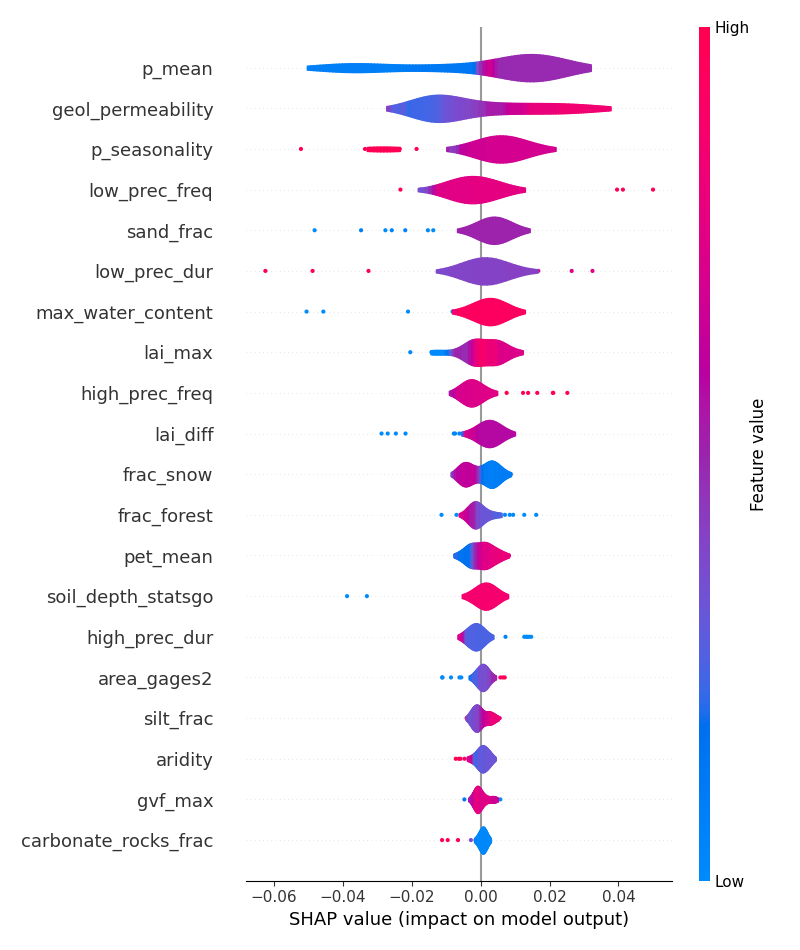 High
p_mean
geol_permeability
p_seasonality
low_prec_freq
sand_frac
low_prec_dur
max_water_content
lai_max
high_prec_freq
lai_diff
frac_snow
frac_forest
pet_mean
soil_depth_statsgo
high_prec_dur
area_gages2
silt_frac
aridity
gvf_max
carbonate_rocks_frac
Feature value
Low
−0.06 −0.04 −0.02 0.00 0.02 0.04
SHAP value (impact on model output)